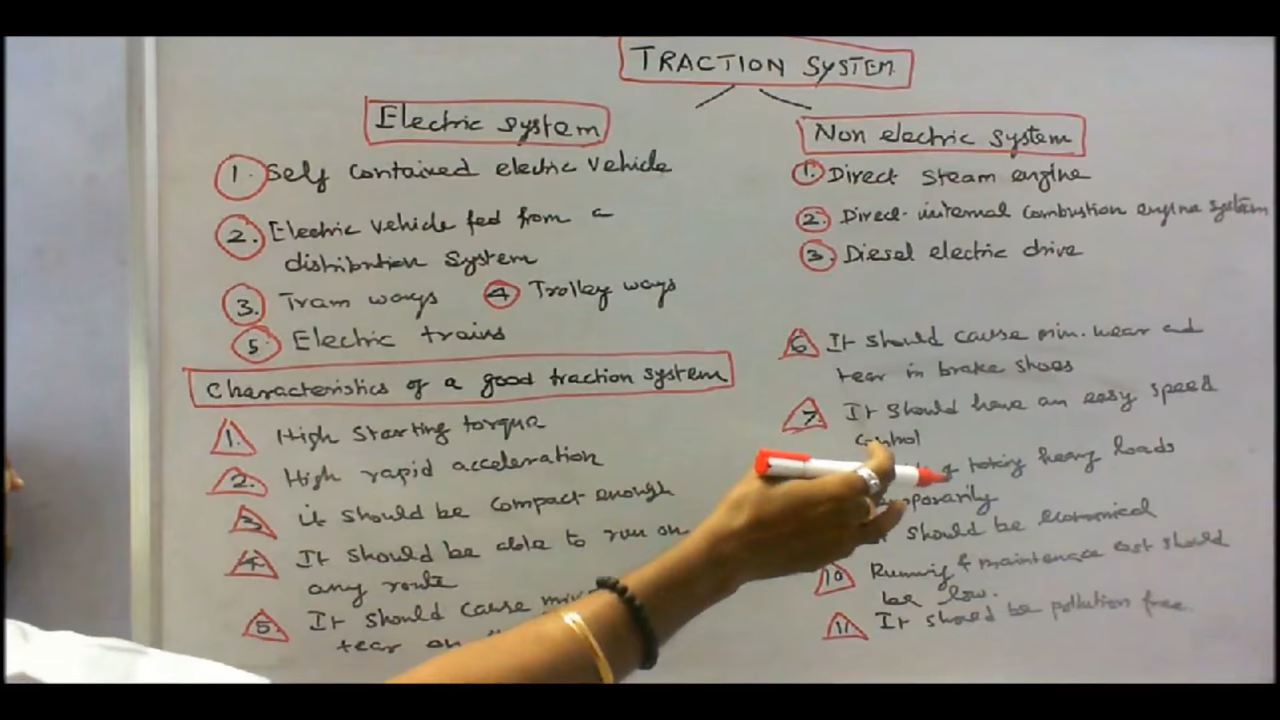 TRACTION SYSTEM
Electric system
1. Self contained electric vehicle
2. Electric vehicle fed from a
distribution system
3. Tram ways 4 Trolley ways
5. Electric trains
Non electric system
1. Direct steam engine
2. Direct internal combustion engine system
3. Diesel electric drive
Characteristics of a good traction system
1. High starting torque
2. High rapid acceleration
3 it should be compact enough
4. It should be able to run on
any route
5. It should cause
tear on
6 It should cause min. wear and
tear in brake shoes
7. It should have an easy speed
control
taking heavy loads
should be economical
10 Running & maintenace cost should
be low.
11 It should be pollution free